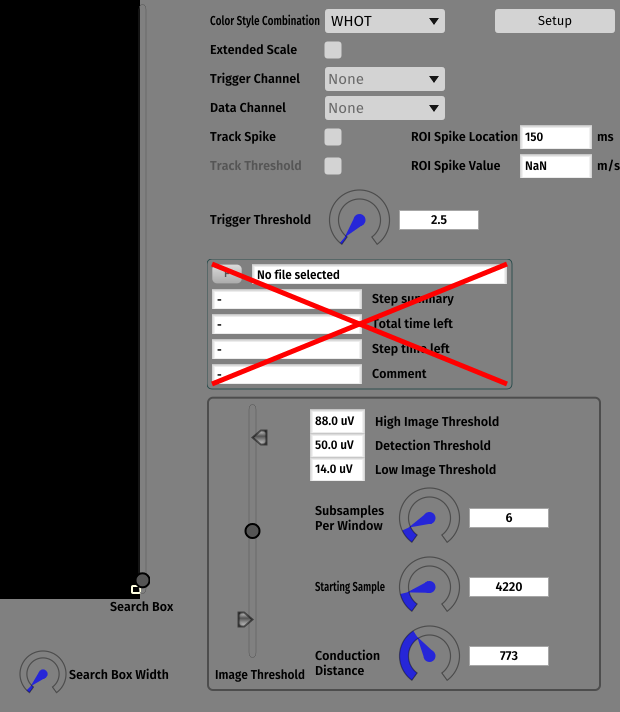 Color Style Combination WHOT Setup
Extended Scale
Trigger Channel None
Data Channel None
Track Spike ROI Spike Location 150 ms
Track Threshold ROI Spike Value NaN m/s
Trigger Threshold 2.5
No file selected
- Step summary
- Total time left
- Step time left
- Comment
88.0 uV High Image Threshold
50.0 uV Detection Threshold
14.0 uV Low Image Threshold
Subsamples
Per Window 6
Starting Sample 4220
Search Box
Conduction
Distance 773
Search Box Width
Image Threshold